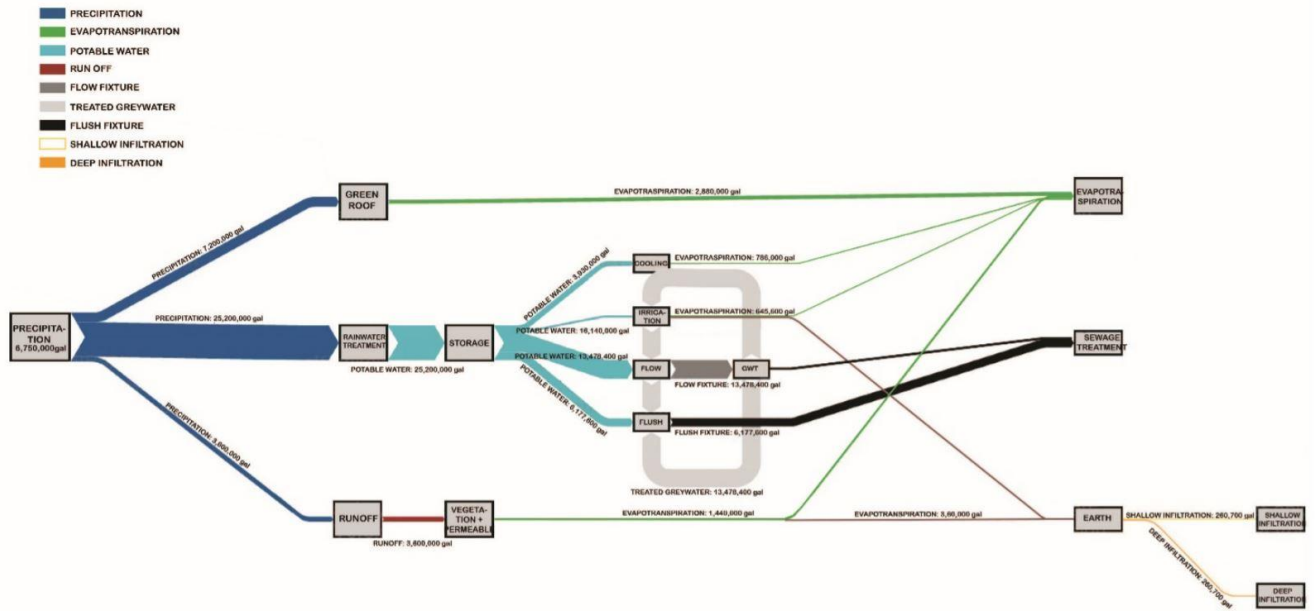 PRECIPITATION
EVAPOTRANSPIRATION
POTABLE WATER
RUN OFF
FLOW FIXTURE
TREATED GREYWATER
FLUSH FIXTURE
SHALLOW INFILTRATION
DEEP INFILTRATION
GREEN
ROOF
EVAPOTRASPIRATION: 2,880,000 gal
EVAPOTRA-
SPIRATION
PRECIPITATION: 7,200,000 gal
POTABLE WATER: 3,930,000 gal
COOLING
EVAPOTRASPIRATION: 786,000 gal
PRECIPITA-
TION
6,750,000gal
PRECIPITATION: 25,200,000 gal
RAINWATER
TREATMENT
POTABLE WATER: 25,200,000 gal
STORAGE
POTABLE WATER: 16,140,800 gal
IRRIGA-
TION
EVAPOTRASPIRATION: 645,600 gal
POTABLE WATER: 13,478,400 gal
FLOW
FLOW FIXTURE: 13,478,400 gal
GWT
SEWAGE
TREATMENT
POTABLE WATER: 6,177,600 gal
FLUSH
FLUSH FIXTURE: 6,177,600 gal
TREATED GREYWATER: 13,478,400 gal
PRECIPITATION: 3,600,000 gal
RUNOFF
RUNOFF: 3,600,000 gal
VEGETA-
TION +
PERMEABLE
EVAPOTRANSPIRATION: 1,440,000 gal
EVAPOTRANSPIRATION: 3,60,000 gal
EARTH
SHALLOW INFILTRATION: 260,700 gal
SHALLOW
INFILTRATION
DEEP INFILTRATION: 260,700 gal
DEEP
INFILTRATION